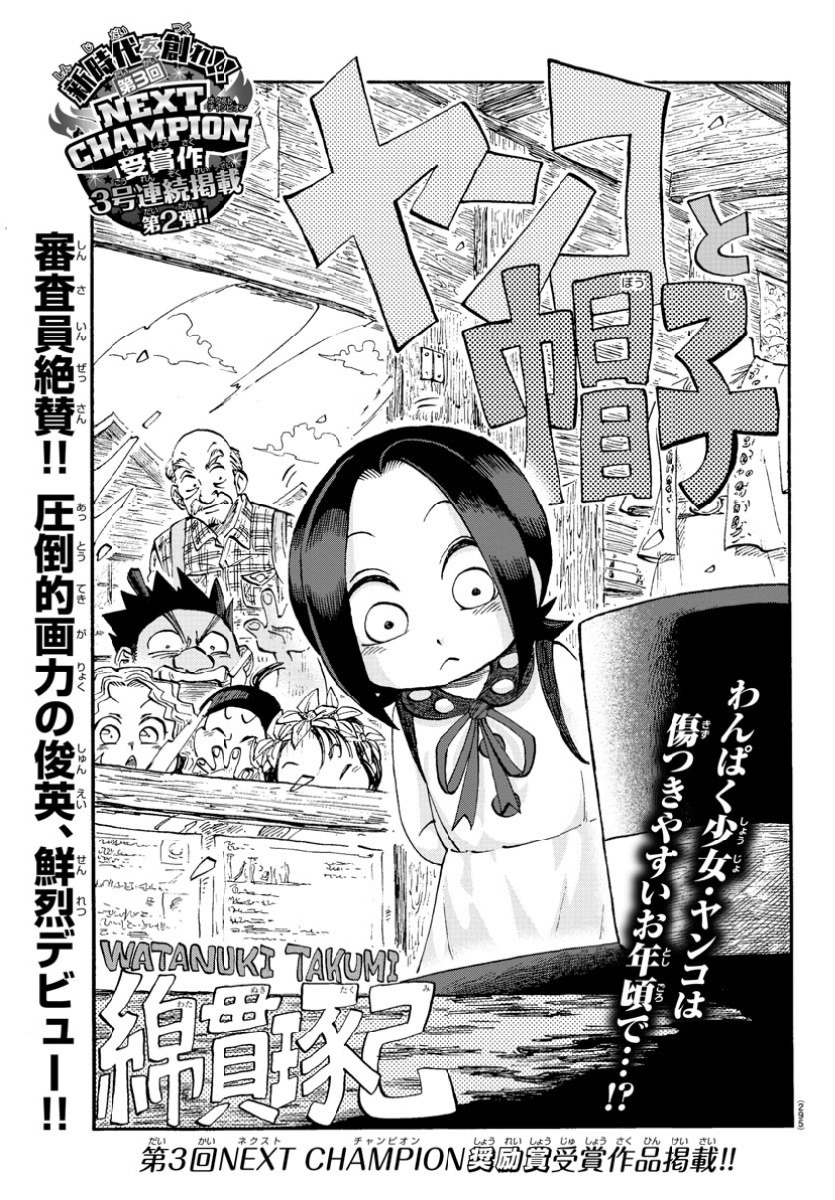 新時代を創れ!!
第3回
NEXT
CHAMPION
受賞作
3号連続掲載
第2弾!!
ヤンコと
帽子
審査員絶賛!! 圧倒的画力の俊英、鮮烈デビュー!!
わんぱく少女・ヤンコは
傷つきやすいお年頃で…!?
WATANUKI TAKUMI
綿貫琢己
第3回NEXT CHAMPION奨励賞受賞作品掲載!!
(295)